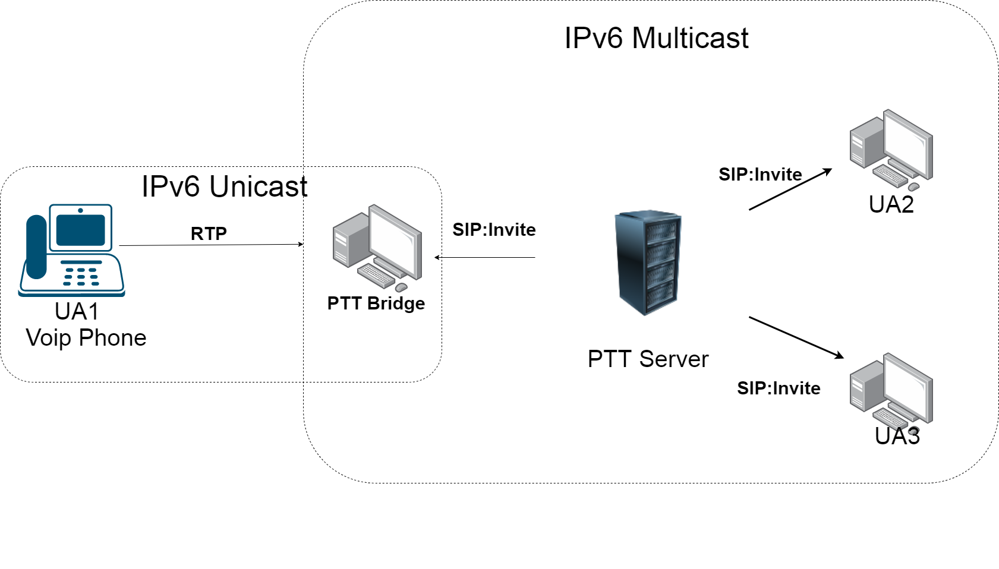 IPv6 Multicast
SIP:Invite
UA2
IPv6 Unicast
RTP
SIP:Invite
PTT Bridge
UA1
Voip Phone
PTT Server
SIP:Invite
UA3